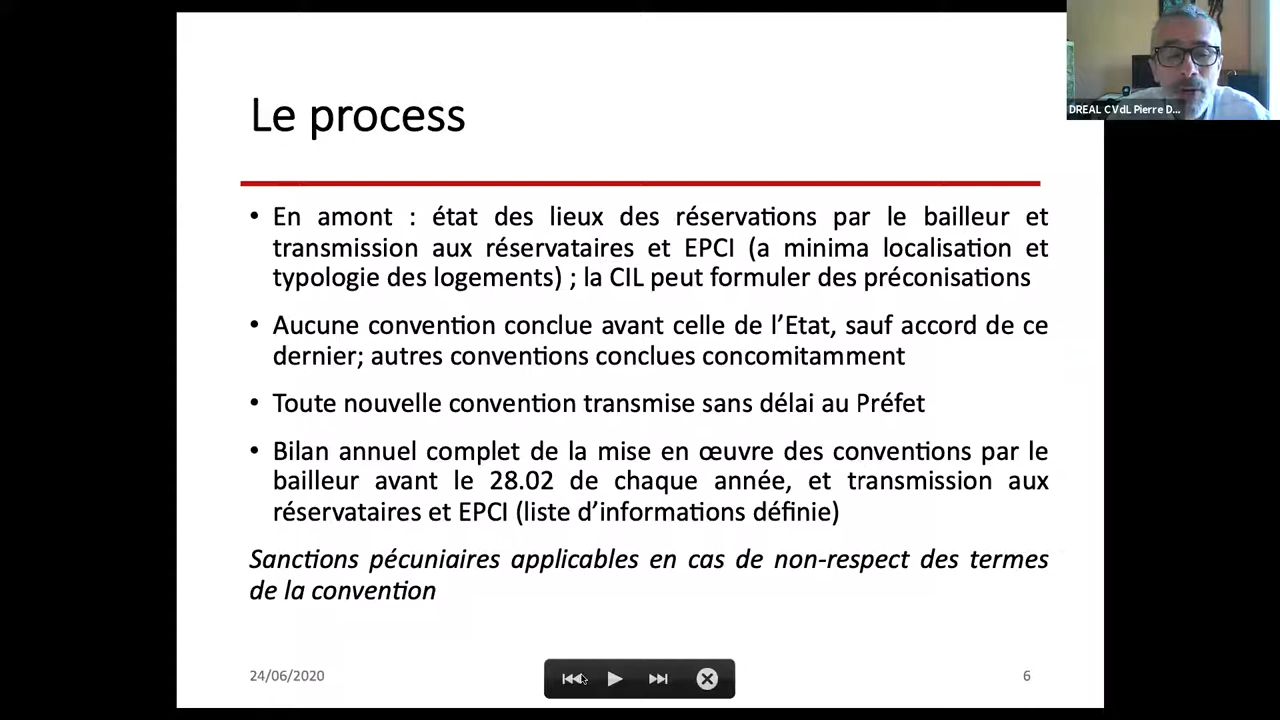 Le process
DREAL CVdL Pierre D...
• En amont : état des lieux des réservations par le bailleur et
transmission aux réservataires et EPCI (a minima localisation et
typologie des logements) ; la CIL peut formuler des préconisations
• Aucune convention conclue avant celle de l’Etat, sauf accord de ce
dernier; autres conventions conclues concomitamment
• Toute nouvelle convention transmise sans délai au Préfet
• Bilan annuel complet de la mise en œuvre des conventions par le
bailleur avant le 28.02 de chaque année, et transmission aux
réservataires et EPCI (liste d’informations définie)
Sanctions pécuniaires applicables en cas de non-respect des termes
de la convention
24/06/2020
6